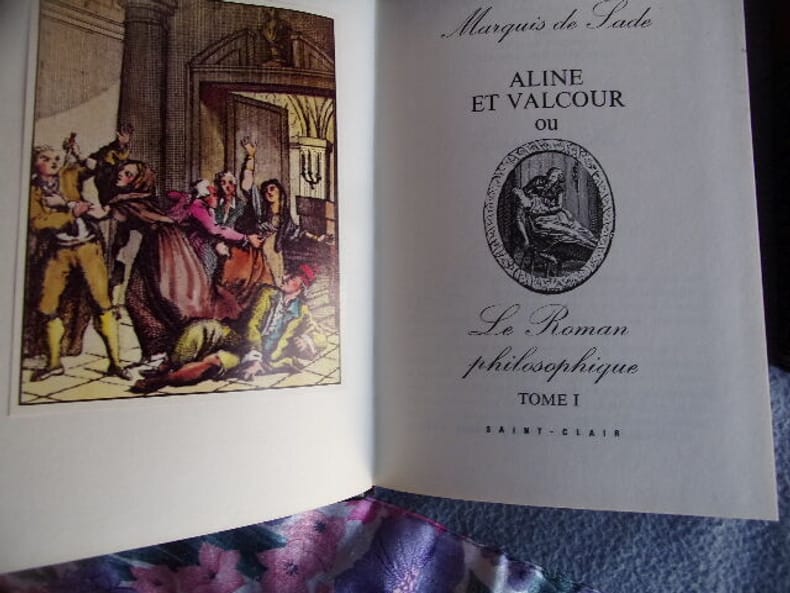 Marquis de Sade
ALINE
ET VALCOUR
ou
Le Roman
philosophique
TOME I
SAINT-CLAIR